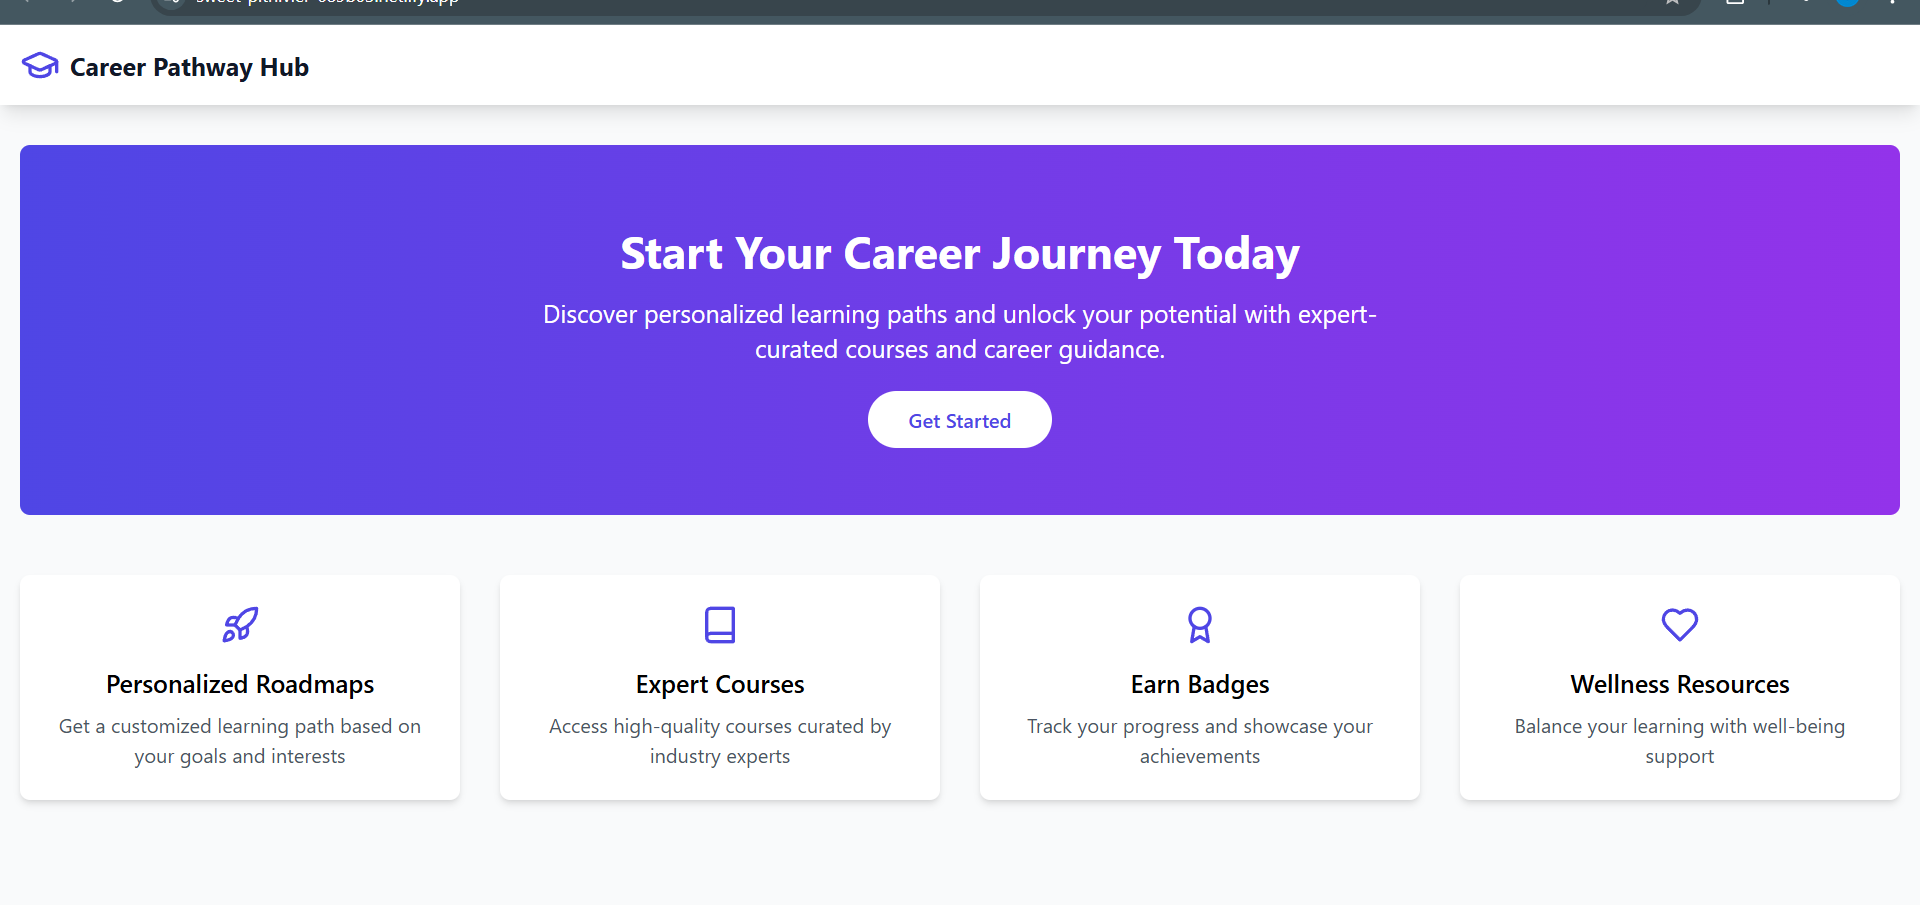 Career Pathway Hub
Start Your Career Journey Today
Discover personalized learning paths and unlock your potential with expert-
curated courses and career guidance.
Get Started
Personalized Roadmaps
Get a customized learning path based on
your goals and interests
Expert Courses
Access high-quality courses curated by
industry experts
Earn Badges
Track your progress and showcase your
achievements
Wellness Resources
Balance your learning with well-being
support